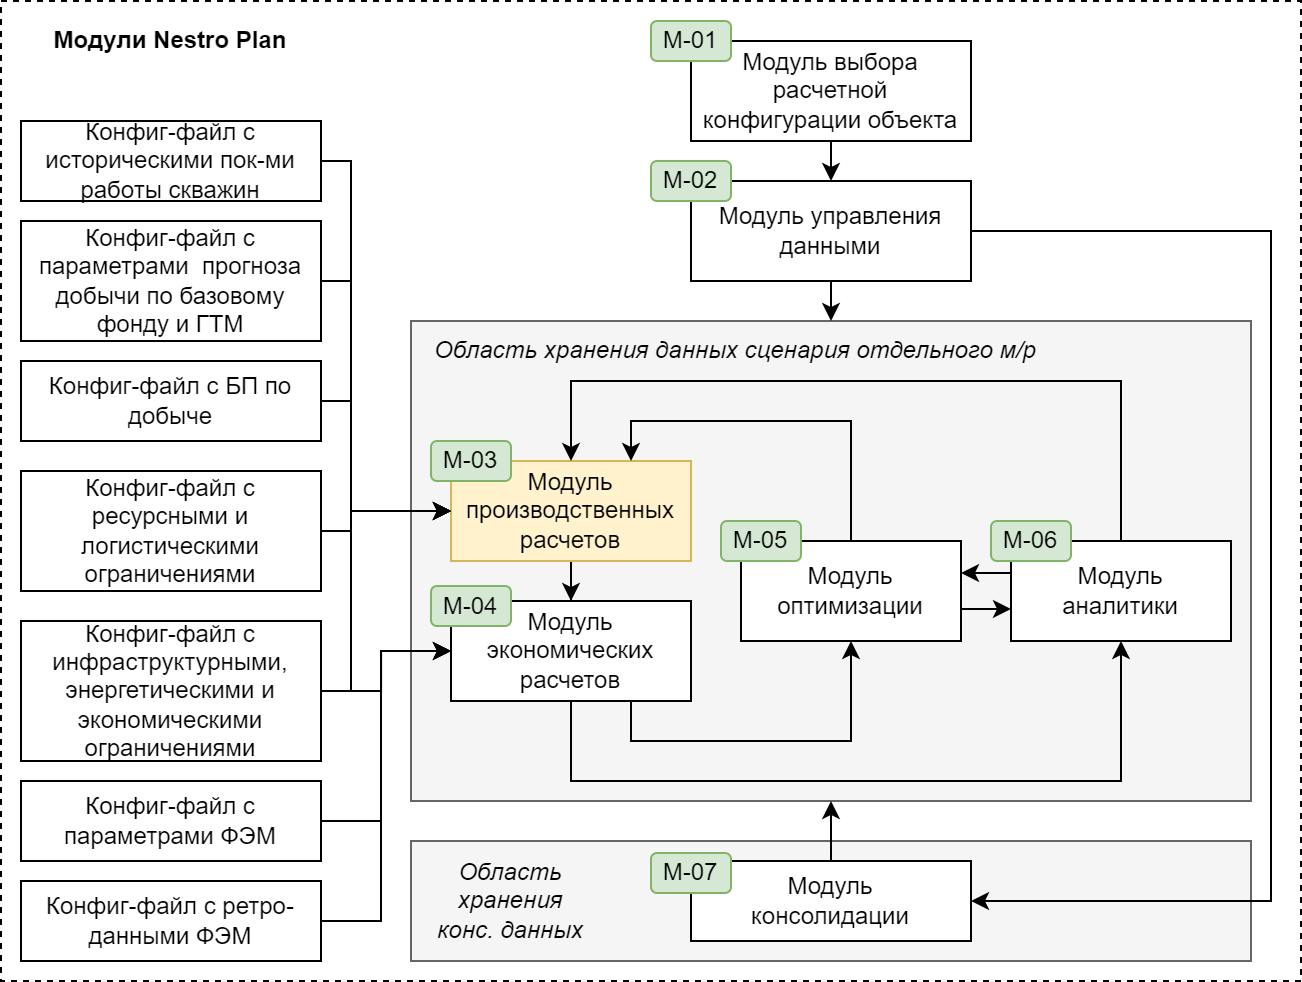 Модули Nestro Plan
M-01
Модуль выбора
расчетной
конфигурации объекта
M-02
Модуль управления
данными
Конфиг-файл с
историческими пок-ми
работы скважин
Конфиг-файл с
параметрами прогноза
добычи по базовому
фонду и ГТМ
Конфиг-файл с БП по
добыче
Конфиг-файл с
ресурсными и
логистическими
ограничениями
Конфиг-файл с
инфраструктурными,
энергетическими и
экономическими
ограничениями
Конфиг-файл с
параметрами ФЭМ
Конфиг-файл с ретро-
данными ФЭМ
Область хранения данных сценария отдельного м/р
M-03
Модуль
производственных
расчетов
M-04
Модуль
экономических
расчетов
M-05
Модуль
оптимизации
M-06
Модуль
аналитики
Область
хранения
конс. данных
M-07
Модуль
консолидации